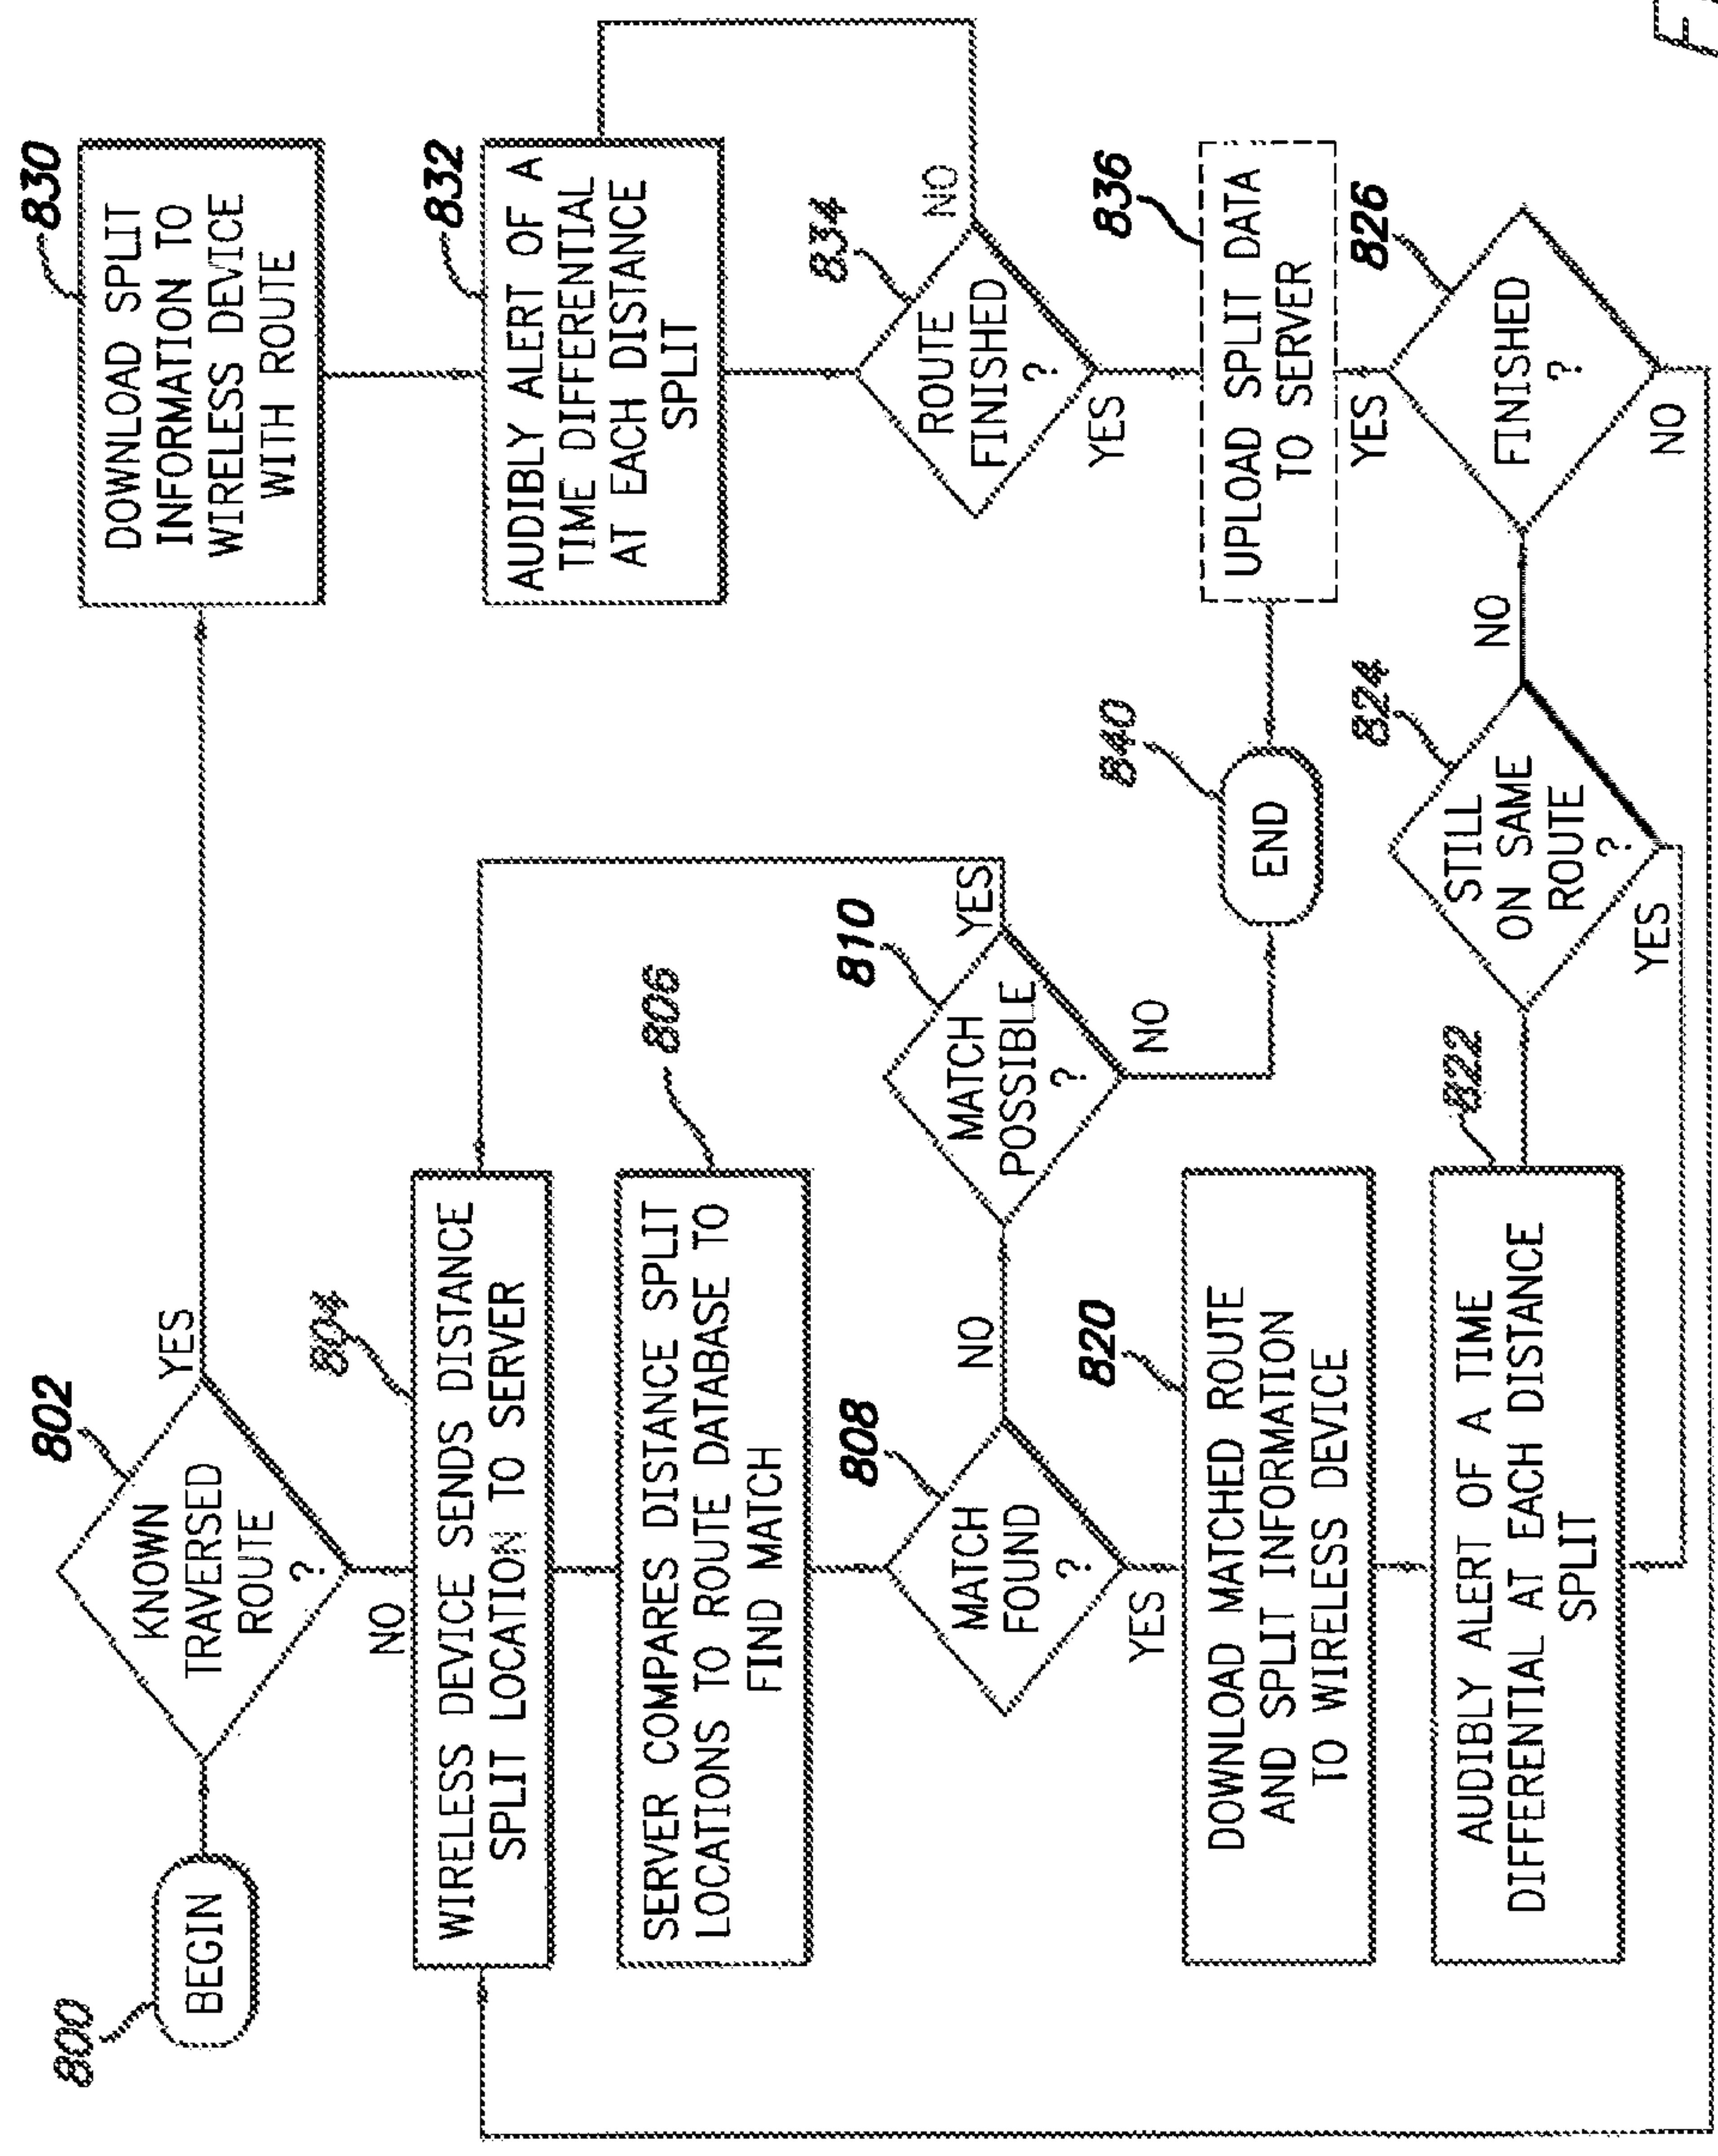 800
BEGIN
802
KNOWN
TRAVERSED
ROUTE
?
YES
NO
830
DOWNLOAD SPLIT
INFORMATION TO
WIRELESS DEVICE
WITH ROUTE
804
WIRELESS DEVICE SENDS DISTANCE
SPLIT LOCATION TO SERVER
832
AUDIBLY ALERT OF A
TIME DIFFERENTIAL
AT EACH DISTANCE
SPLIT
806
SERVER COMPARES DISTANCE SPLIT
LOCATIONS TO ROUTE DATABASE TO
FIND MATCH
808
MATCH
FOUND
?
NO
YES
810
MATCH
POSSIBLE
?
YES
NO
834
ROUTE
FINISHED
?
NO
YES
820
DOWNLOAD MATCHED ROUTE
AND SPLIT INFORMATION
TO WIRELESS DEVICE
840
END
836
UPLOAD SPLIT DATA
TO SERVER
822
AUDIBLY ALERT OF A TIME
DIFFERENTIAL AT EACH DISTANCE
SPLIT
824
STILL
ON SAME
ROUTE
?
NO
YES
826
FINISHED
?
YES
NO